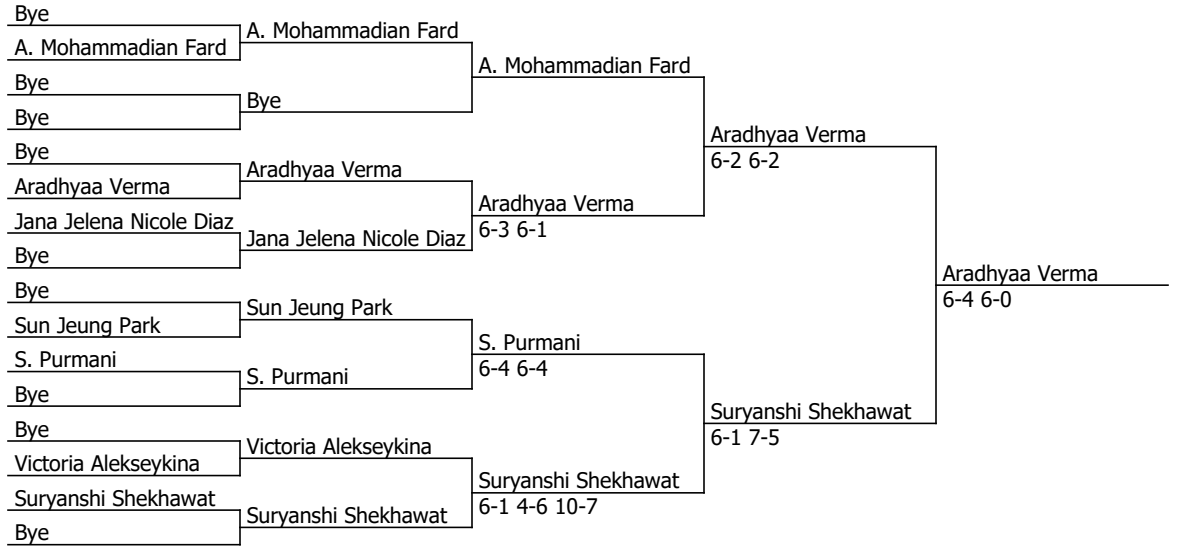 Bye
A. Mohammadian Fard
Bye
Bye
Bye
Aradhyaa Verma
Jana Jelena Nicole Diaz
Bye
Bye
Sun Jeung Park
S. Purmani
Bye
Bye
Victoria Alekseykina
Suryanshi Shekhawat
Bye
A. Mohammadian Fard
Bye
Aradhyaa Verma
Jana Jelena Nicole Diaz
Sun Jeung Park
S. Purmani
Victoria Alekseykina
Suryanshi Shekhawat
A. Mohammadian Fard
Aradhyaa Verma
6-3 6-1
S. Purmani
6-4 6-4
Suryanshi Shekhawat
6-1 4-6 10-7
Aradhyaa Verma
6-2 6-2
Suryanshi Shekhawat
6-1 7-5
Aradhyaa Verma
6-4 6-0